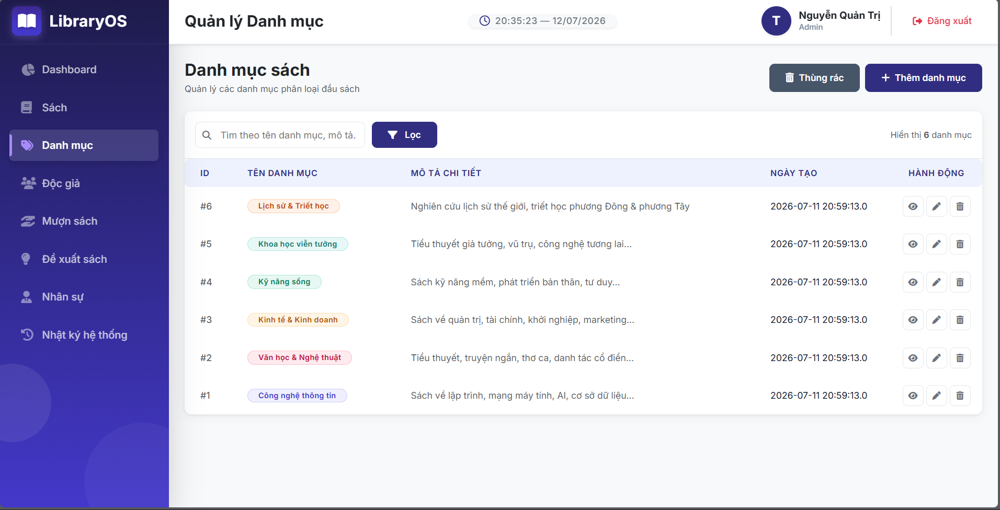 LibraryOS
Quản lý Danh mục
20:35:23 — 12/07/2026
T
Nguyễn Quản Trị
Admin
Đăng xuất
Dashboard
Sách
Danh mục
Độc giả
Mượn sách
Đề xuất sách
Nhân sự
Nhật ký hệ thống
Danh mục sách
Quản lý các danh mục phân loại đầu sách
Thùng rác
Thêm danh mục
Tìm theo tên danh mục, mô tả.
Lọc
Hiển thị 6 danh mục
ID TÊN DANH MỤC MÔ TẢ CHI TIẾT NGÀY TẠO HÀNH ĐỘNG
#6 Lịch sử & Triết học Nghiên cứu lịch sử thế giới, triết học phương Đông & phương Tây 2026-07-11 20:59:13.0
#5 Khoa học viễn tưởng Tiểu thuyết giả tưởng, vũ trụ, công nghệ tương lai... 2026-07-11 20:59:13.0
#4 Kỹ năng sống Sách kỹ năng mềm, phát triển bản thân, tư duy... 2026-07-11 20:59:13.0
#3 Kinh tế & Kinh doanh Sách về quản trị, tài chính, khởi nghiệp, marketing... 2026-07-11 20:59:13.0
#2 Văn học & Nghệ thuật Tiểu thuyết, truyện ngắn, thơ ca, danh tác cổ điển... 2026-07-11 20:59:13.0
#1 Công nghệ thông tin Sách về lập trình, mạng máy tính, AI, cơ sở dữ liệu... 2026-07-11 20:59:13.0